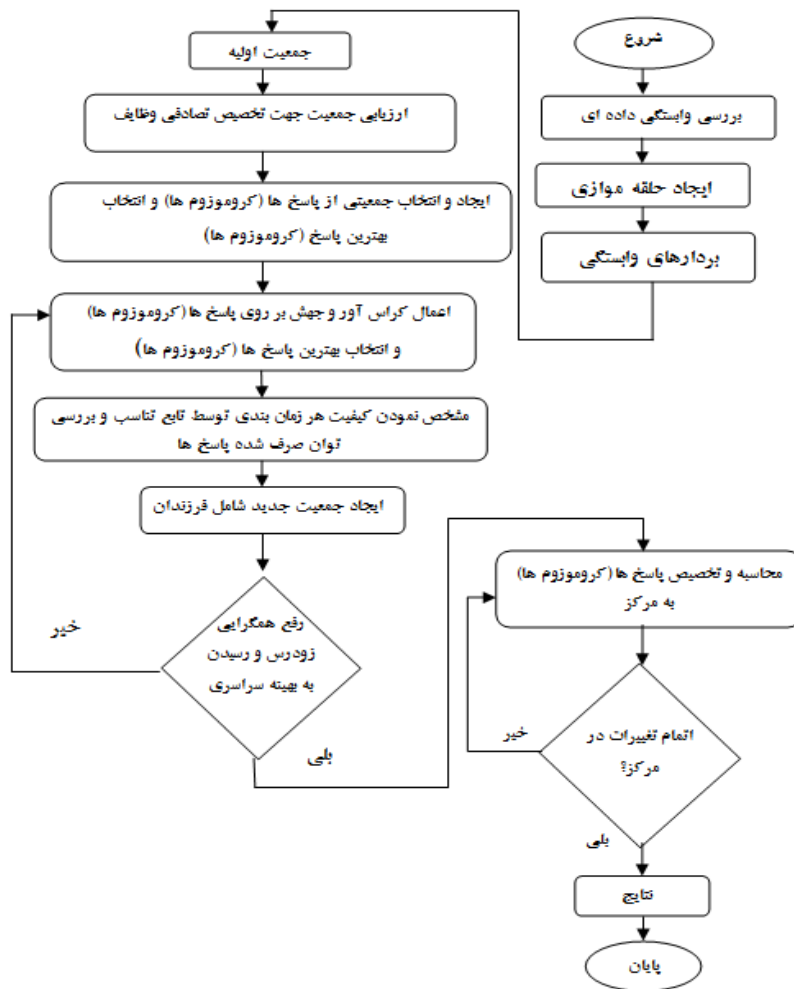 شروع
بررسی وابستگی داده ای
ایجاد حلقه موازی
بردارهای وابستگی
جمعیت اولیه
ارزیابی جمعیت جهت تخصیص تصادفی وظایف
ایجاد و انتخاب جمعیتی از پاسخ ها (کروموزوم ها) و انتخاب
بهترین پاسخ (کروموزوم ها)
اعمال کراس آور و جهش بر روی پاسخ ها (کروموزوم ها)
و انتخاب بهترین پاسخ ها (کروموزوم ها)
مشخص نمودن کیفیت هر زمان بندی توسط تابع تناسب و بررسی
توان صرف شده پاسخ ها
ایجاد جمعیت جدید شامل فرزندان
رفع همگرایی
زودرس و رسیدن
به بهینه سراسری
خیر
بلی
محاسبه و تخصیص پاسخ ها (کروموزوم ها)
به مرکز
اتمام تغییرات در
مرکز؟
خیر
بلی
نتایج
پایان